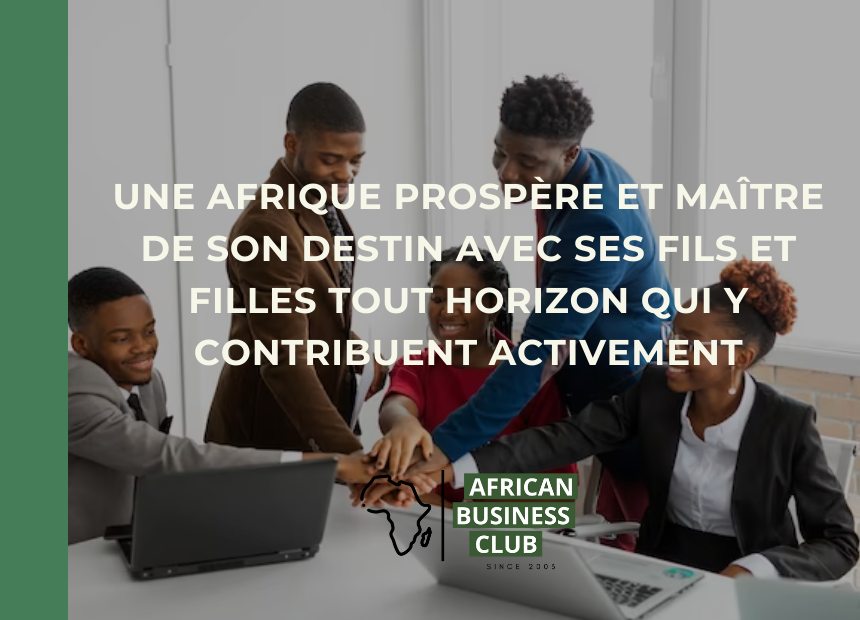 UNE AFRIQUE PROSPÈRE ET MAÎTRE
DE SON DESTIN AVEC SES FILS ET
FILLES TOUT HORIZON QUI Y
CONTRIBUENT ACTIVEMENT
AFRICAN
BUSINESS
CLUB
SINCE 2003